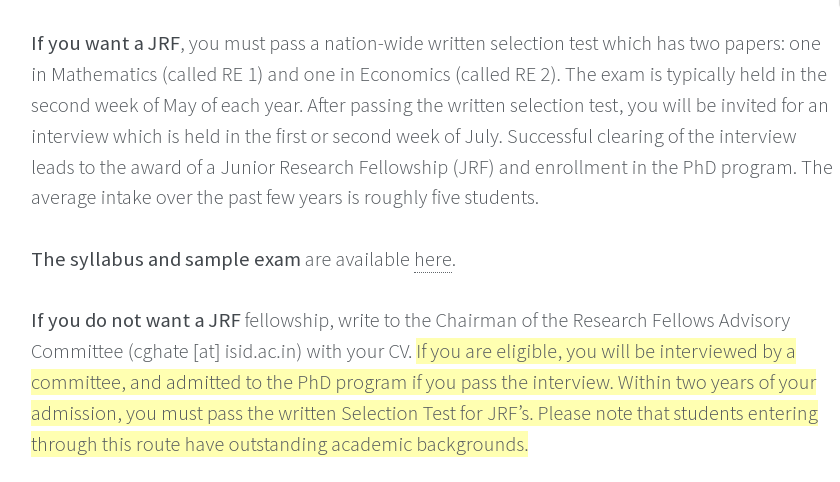 If you want a JRF, you must pass a nation-wide written selection test which has two papers: one
in Mathematics (called RE 1) and one in Economics (called RE 2). The exam is typically held in the
second week of May of each year. After passing the written selection test, you will be invited for an
interview which is held in the first or second week of July. Successful clearing of the interview
leads to the award of a Junior Research Fellowship (JRF) and enrollment in the PhD program. The
average intake over the past few years is roughly five students.
The syllabus and sample exam are available here.
If you do not want a JRF fellowship, write to the Chairman of the Research Fellows Advisory
Committee (cghate [at] isid.ac.in) with your CV. If you are eligible, you will be interviewed by a
committee, and admitted to the PhD program if you pass the interview. Within two years of your
admission, you must pass the written Selection Test for JRF’s. Please note that students entering
through this route have outstanding academic backgrounds.